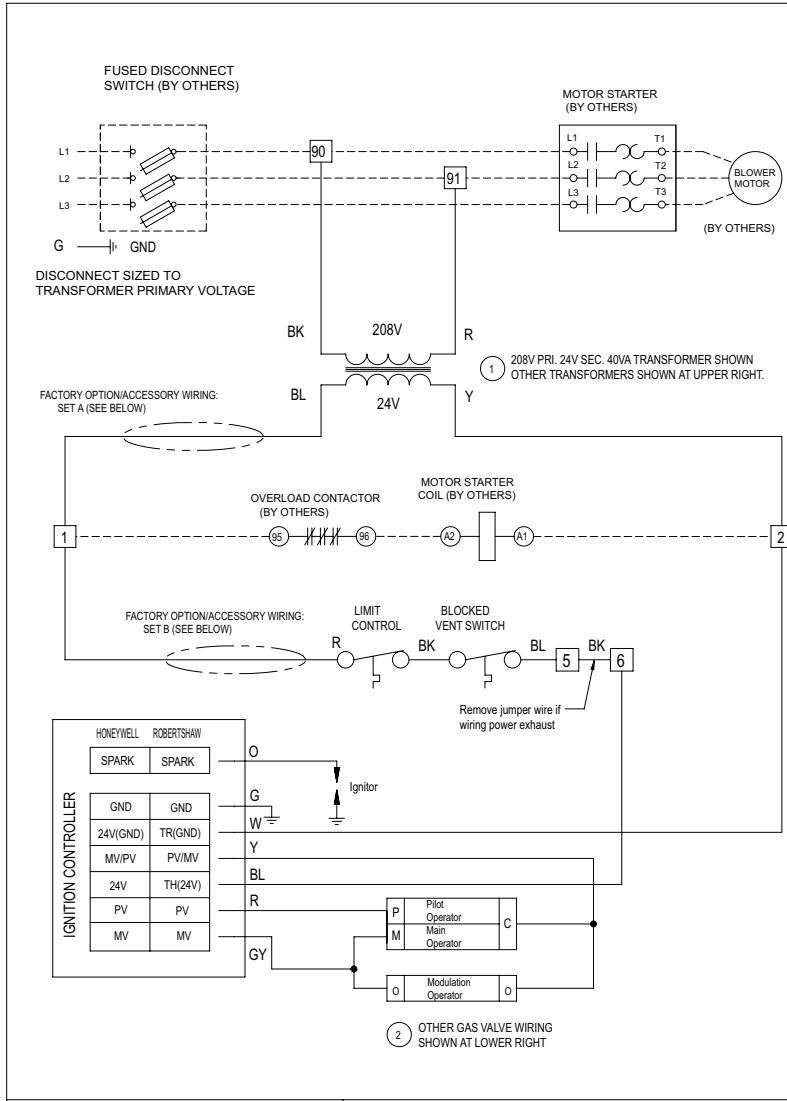 FUSED DISCONNECT
SWITCH (BY OTHERS)
MOTOR STARTER
(BY OTHERS)
L1
L2
L3
90
91
L1
T1
L2
T2
L3
T3
BLOWER
MOTOR
(BY OTHERS)
G
GND
DISCONNECT SIZED TO
TRANSFORMER PRIMARY VOLTAGE
BK
208V
R
1
208V PRI. 24V SEC. 40VA TRANSFORMER SHOWN
OTHER TRANSFORMERS SHOWN AT UPPER RIGHT.
BL
24V
Y
FACTORY OPTION/ACCESSORY WIRING:
SET A (SEE BELOW)
OVERLOAD CONTACTOR
(BY OTHERS)
MOTOR STARTER
COIL (BY OTHERS)
1
95
96
A2
A1
2
FACTORY OPTION/ACCESSORY WIRING:
SET B (SEE BELOW)
LIMIT
CONTROL
BLOCKED
VENT SWITCH
R
BK
BL
5
BK
6
Remove jumper wire if
wiring power exhaust
IGNITION CONTROLLER
HONEYWELL
ROBERTSHAW
SPARK
SPARK
O
Ignitor
GND
GND
G
24V(GND)
TR(GND)
W
MV/PV
PV/MV
Y
24V
TH(24V)
BL
PV
PV
R
MV
MV
GY
P
Pilot
Operator
M
Main
Operator
C
O
Modulation
Operator
O
2
OTHER GAS VALVE WIRING
SHOWN AT LOWER RIGHT